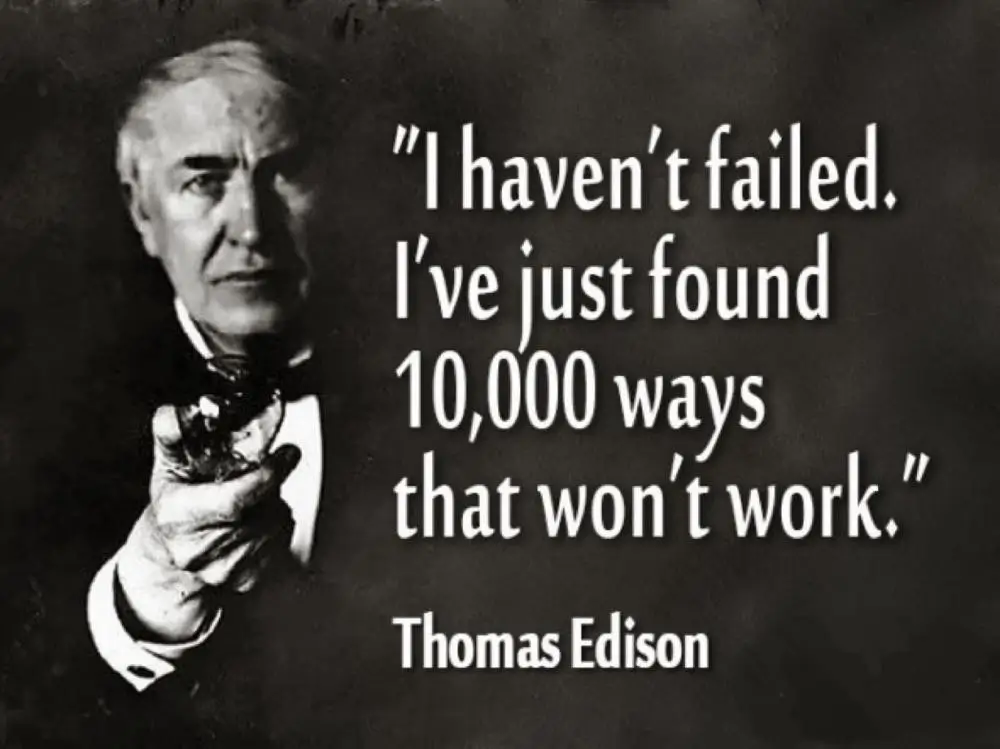 "I haven't failed.
I've just found
10,000 ways
that won't work."
Thomas Edison